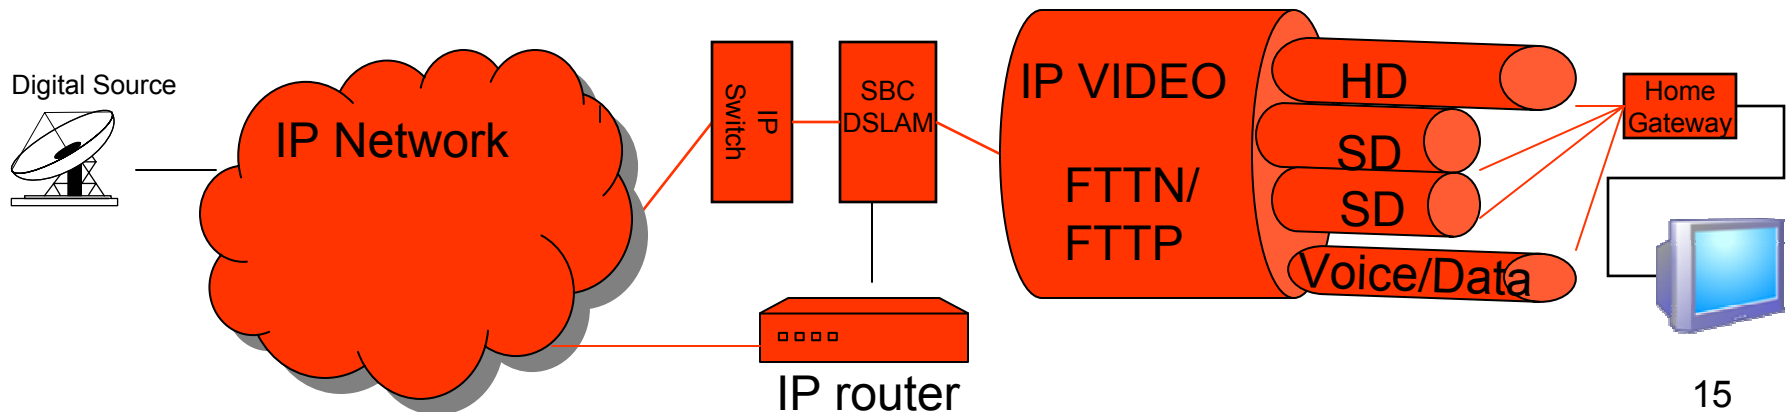 Digital Source
IP Network
IP
Switch
SBC
DSLAM
IP router
IP VIDEO
FTTN/
FTTP
HD
SD
SD
Voice/Data
Home
Gateway
15